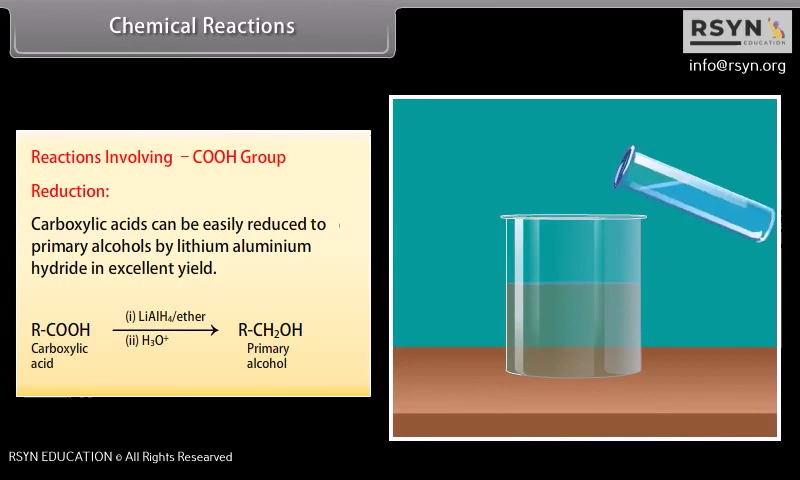 Chemical Reactions
RSYN
EDUCATION
info@rsyn.org
Reactions Involving – COOH Group
Reduction:
Carboxylic acids can be easily reduced to
primary alcohols by lithium aluminium
hydride in excellent yield.
(i) LiAlH₄/ether
R-COOH R-CH₂OH
(ii) H₃O⁺
Carboxylic Primary
acid alcohol
RSYN EDUCATION © All Rights Researved